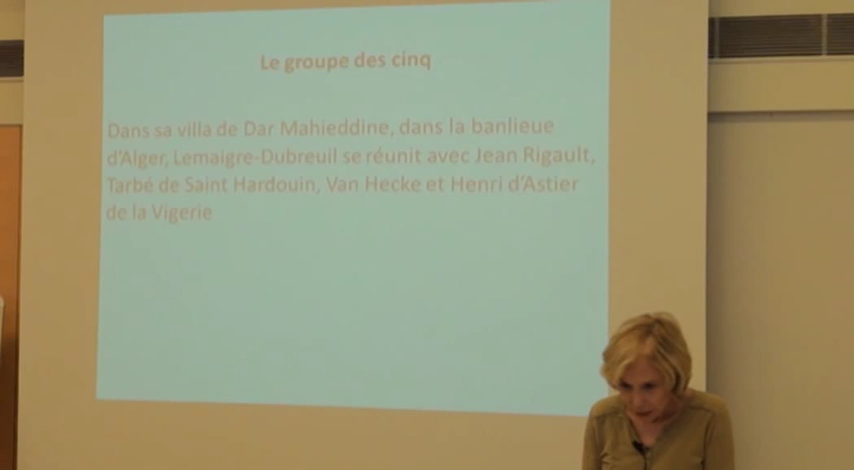 Le groupe des cinq
Dans sa villa de Dar Mahieddine, dans la banlieue
d'Alger, Lemaigre-Dubreuil se réunit avec Jean Rigault,
Tarbé de Saint Hardouin, Van Hecke et Henri d'Astier
de la Vigerie